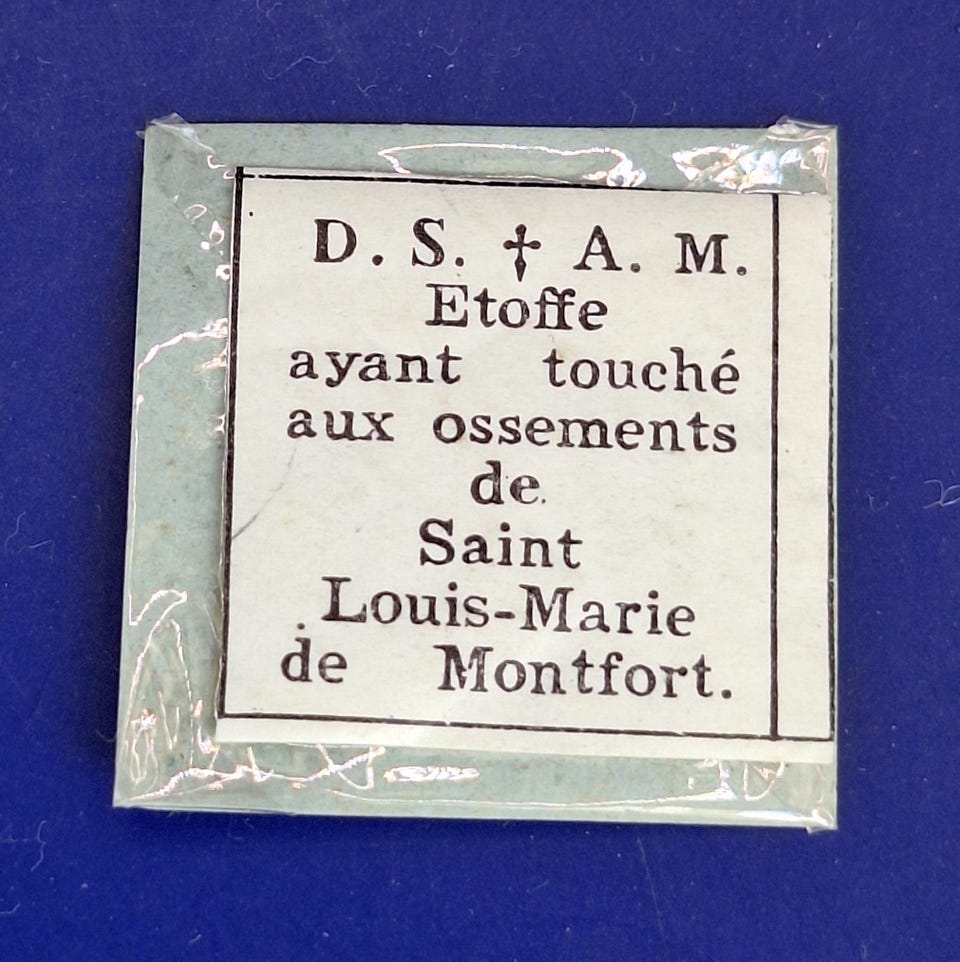 D. S. † A. M.
Etoffe
ayant touché
aux ossements
de
Saint
Louis-Marie
de Montfort.